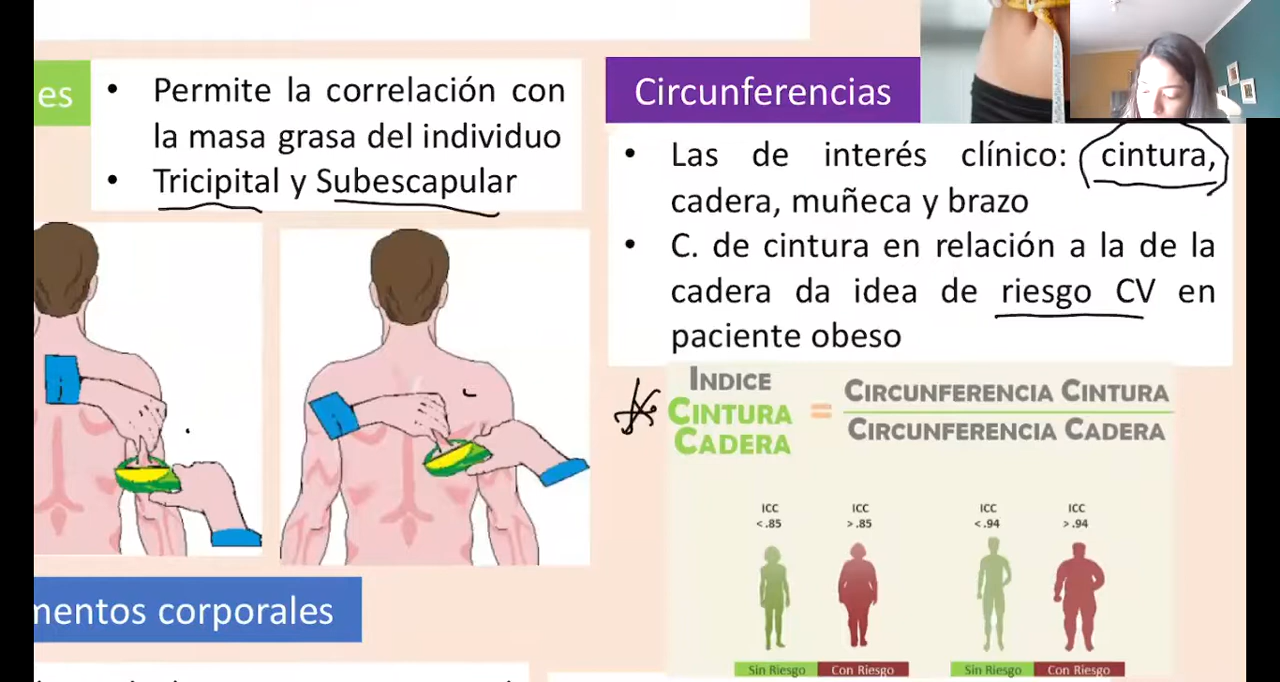 es
• Permite la correlación con
la masa grasa del individuo
• Tricipital y Subescapular
Circunferencias
• Las de interés clínico: cintura,
cadera, muñeca y brazo
• C. de cintura en relación a la de la
cadera da idea de riesgo CV en
paciente obeso
INDICE
CINTURA
CADERA
=
CIRCUNFERENCIA CINTURA
CIRCUNFERENCIA CADERA
ICC
<.85
ICC
>.85
ICC
<.94
ICC
>.94
Sin Riesgo
Con Riesgo
Sin Riesgo
Con Riesgo
mentos corporales